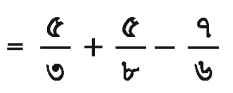 = ৫/৩ + ৫/৮ − ৭/৬